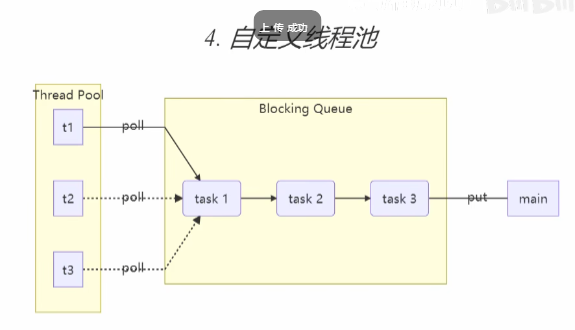 上传成功
4. 自定义线程池
Thread Pool
Blocking Queue
t1
poll
t2
poll
task 1
task 2
task 3
put
main
t3
poll